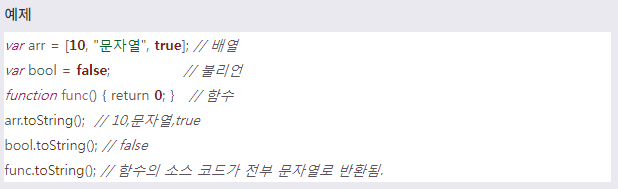 예제
var arr = [10, "문자열", true]; // 배열
var bool = false; // 불리언
function func() { return 0; } // 함수
arr.toString(); // 10,문자열,true
bool.toString(); // false
func.toString(); // 함수의 소스 코드가 전부 문자열로 반환됨.